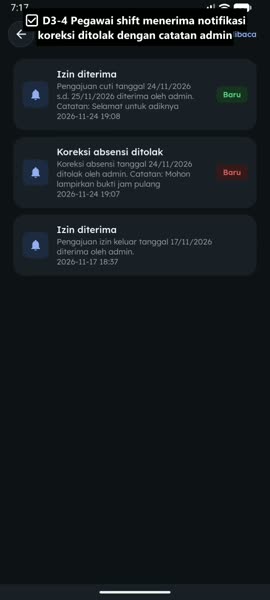 7:17
☑ D3-4 Pegawai shift menerima notifikasi
koreksi ditolak dengan catatan admin
ibaca
Izin diterima
Pengajuan cuti tanggal 24/11/2026
s.d. 25/11/2026 diterima oleh admin.
Catatan: Selamat untuk adiknya
2026-11-24 19:08
Baru
Koreksi absensi ditolak
Koreksi absensi tanggal 24/11/2026
ditolak oleh admin. Catatan: Mohon
lampirkan bukti jam pulang
2026-11-24 19:07
Baru
Izin diterima
Pengajuan izin keluar tanggal 17/11/2026
diterima oleh admin.
2026-11-17 18:37